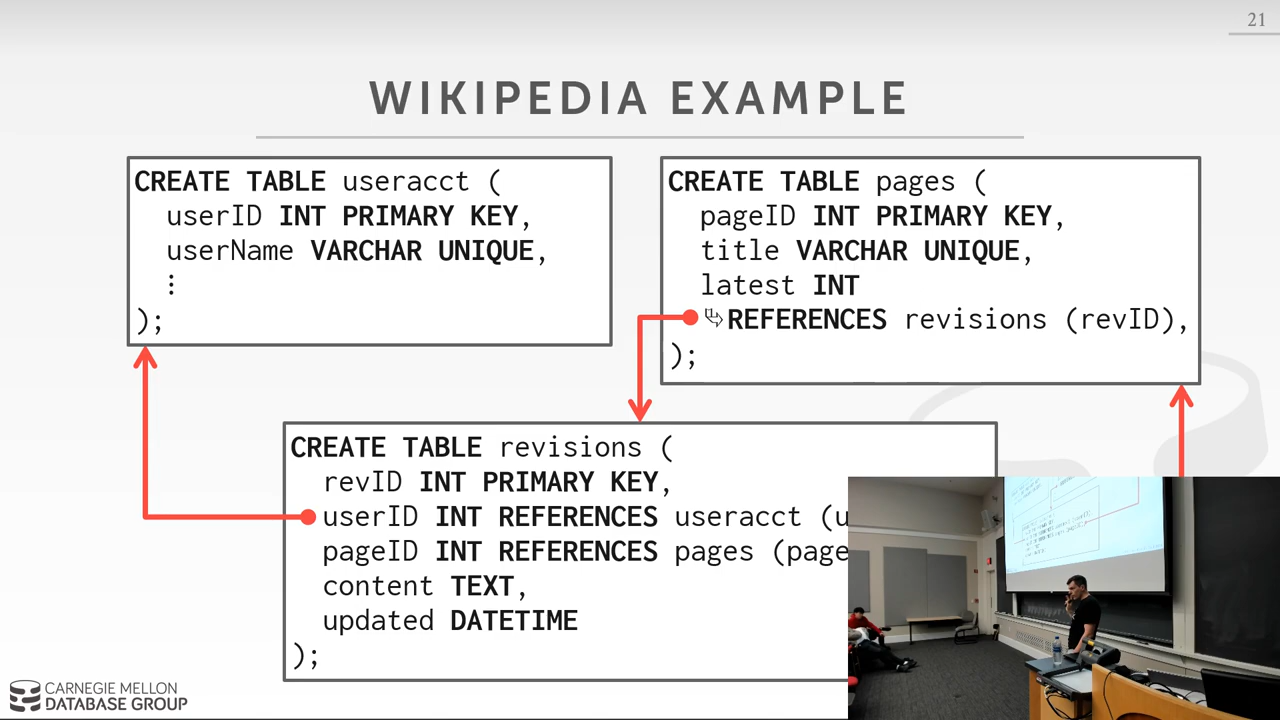 21
WIKIPEDIA EXAMPLE
CREATE TABLE useracct (
userID INT PRIMARY KEY,
userName VARCHAR UNIQUE,
⋮
);
CREATE TABLE pages (
pageID INT PRIMARY KEY,
title VARCHAR UNIQUE,
latest INT
↳REFERENCES revisions (revID),
);
CREATE TABLE revisions (
revID INT PRIMARY KEY,
userID INT REFERENCES useracct (u
pageID INT REFERENCES pages (page
content TEXT,
updated DATETIME
);
CARNEGIE MELLON
DATABASE GROUP